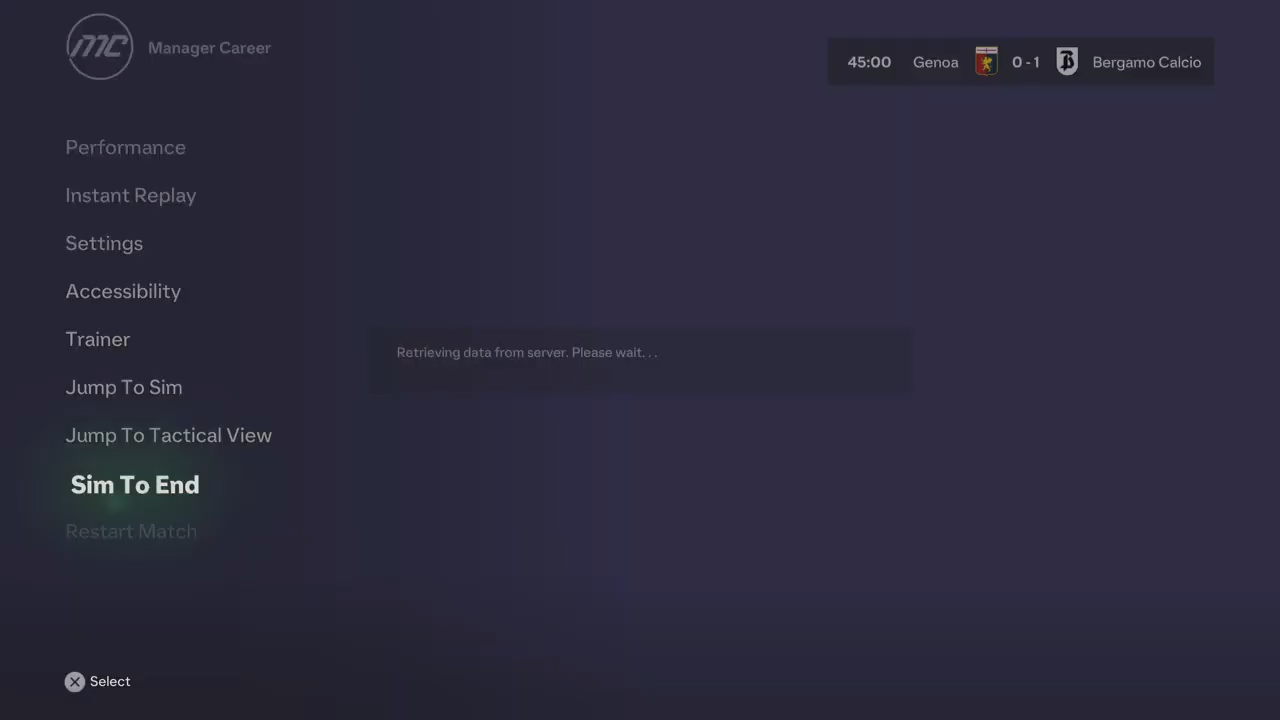 MC Manager Career
45:00 Genoa 0 - 1 B Bergamo Calcio
Performance
Instant Replay
Settings
Accessibility
Trainer
Retrieving data from server. Please wait. . .
Jump To Sim
Jump To Tactical View
Sim To End
Restart Match
Select